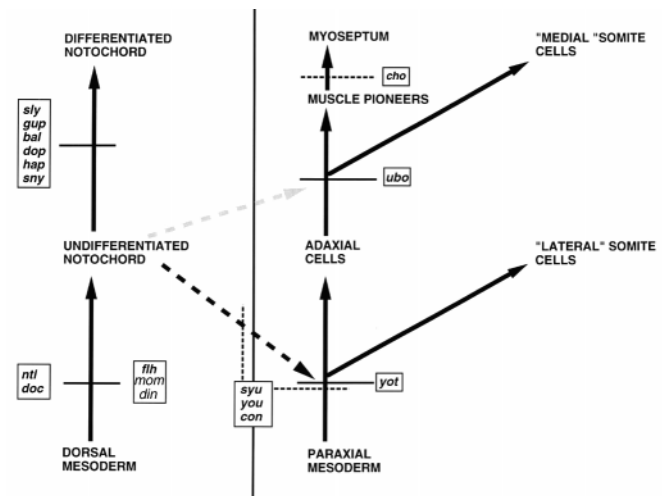 DIFFERENTIATED
NOTOCHORD
sly
gup
bal
dop
hap
sny
UNDIFFERENTIATED
NOTOCHORD
ntl
doc
flh
mom
din
DORSAL
MESODERM
MYOSEPTUM
cho
MUSCLE PIONEERS
"MEDIAL "SOMITE
CELLS
ubo
ADAXIAL
CELLS
"LATERAL" SOMITE
CELLS
syu
you
con
yot
PARAXIAL
MESODERM